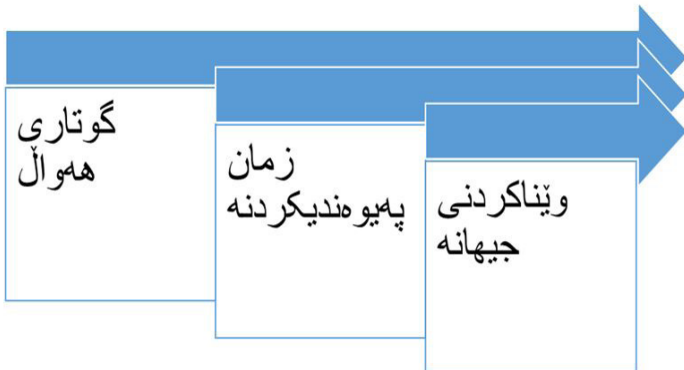 گوتاری
هەواڵ
زمان
پەیوەندیکردنە
وێناکردنی
جیهانە